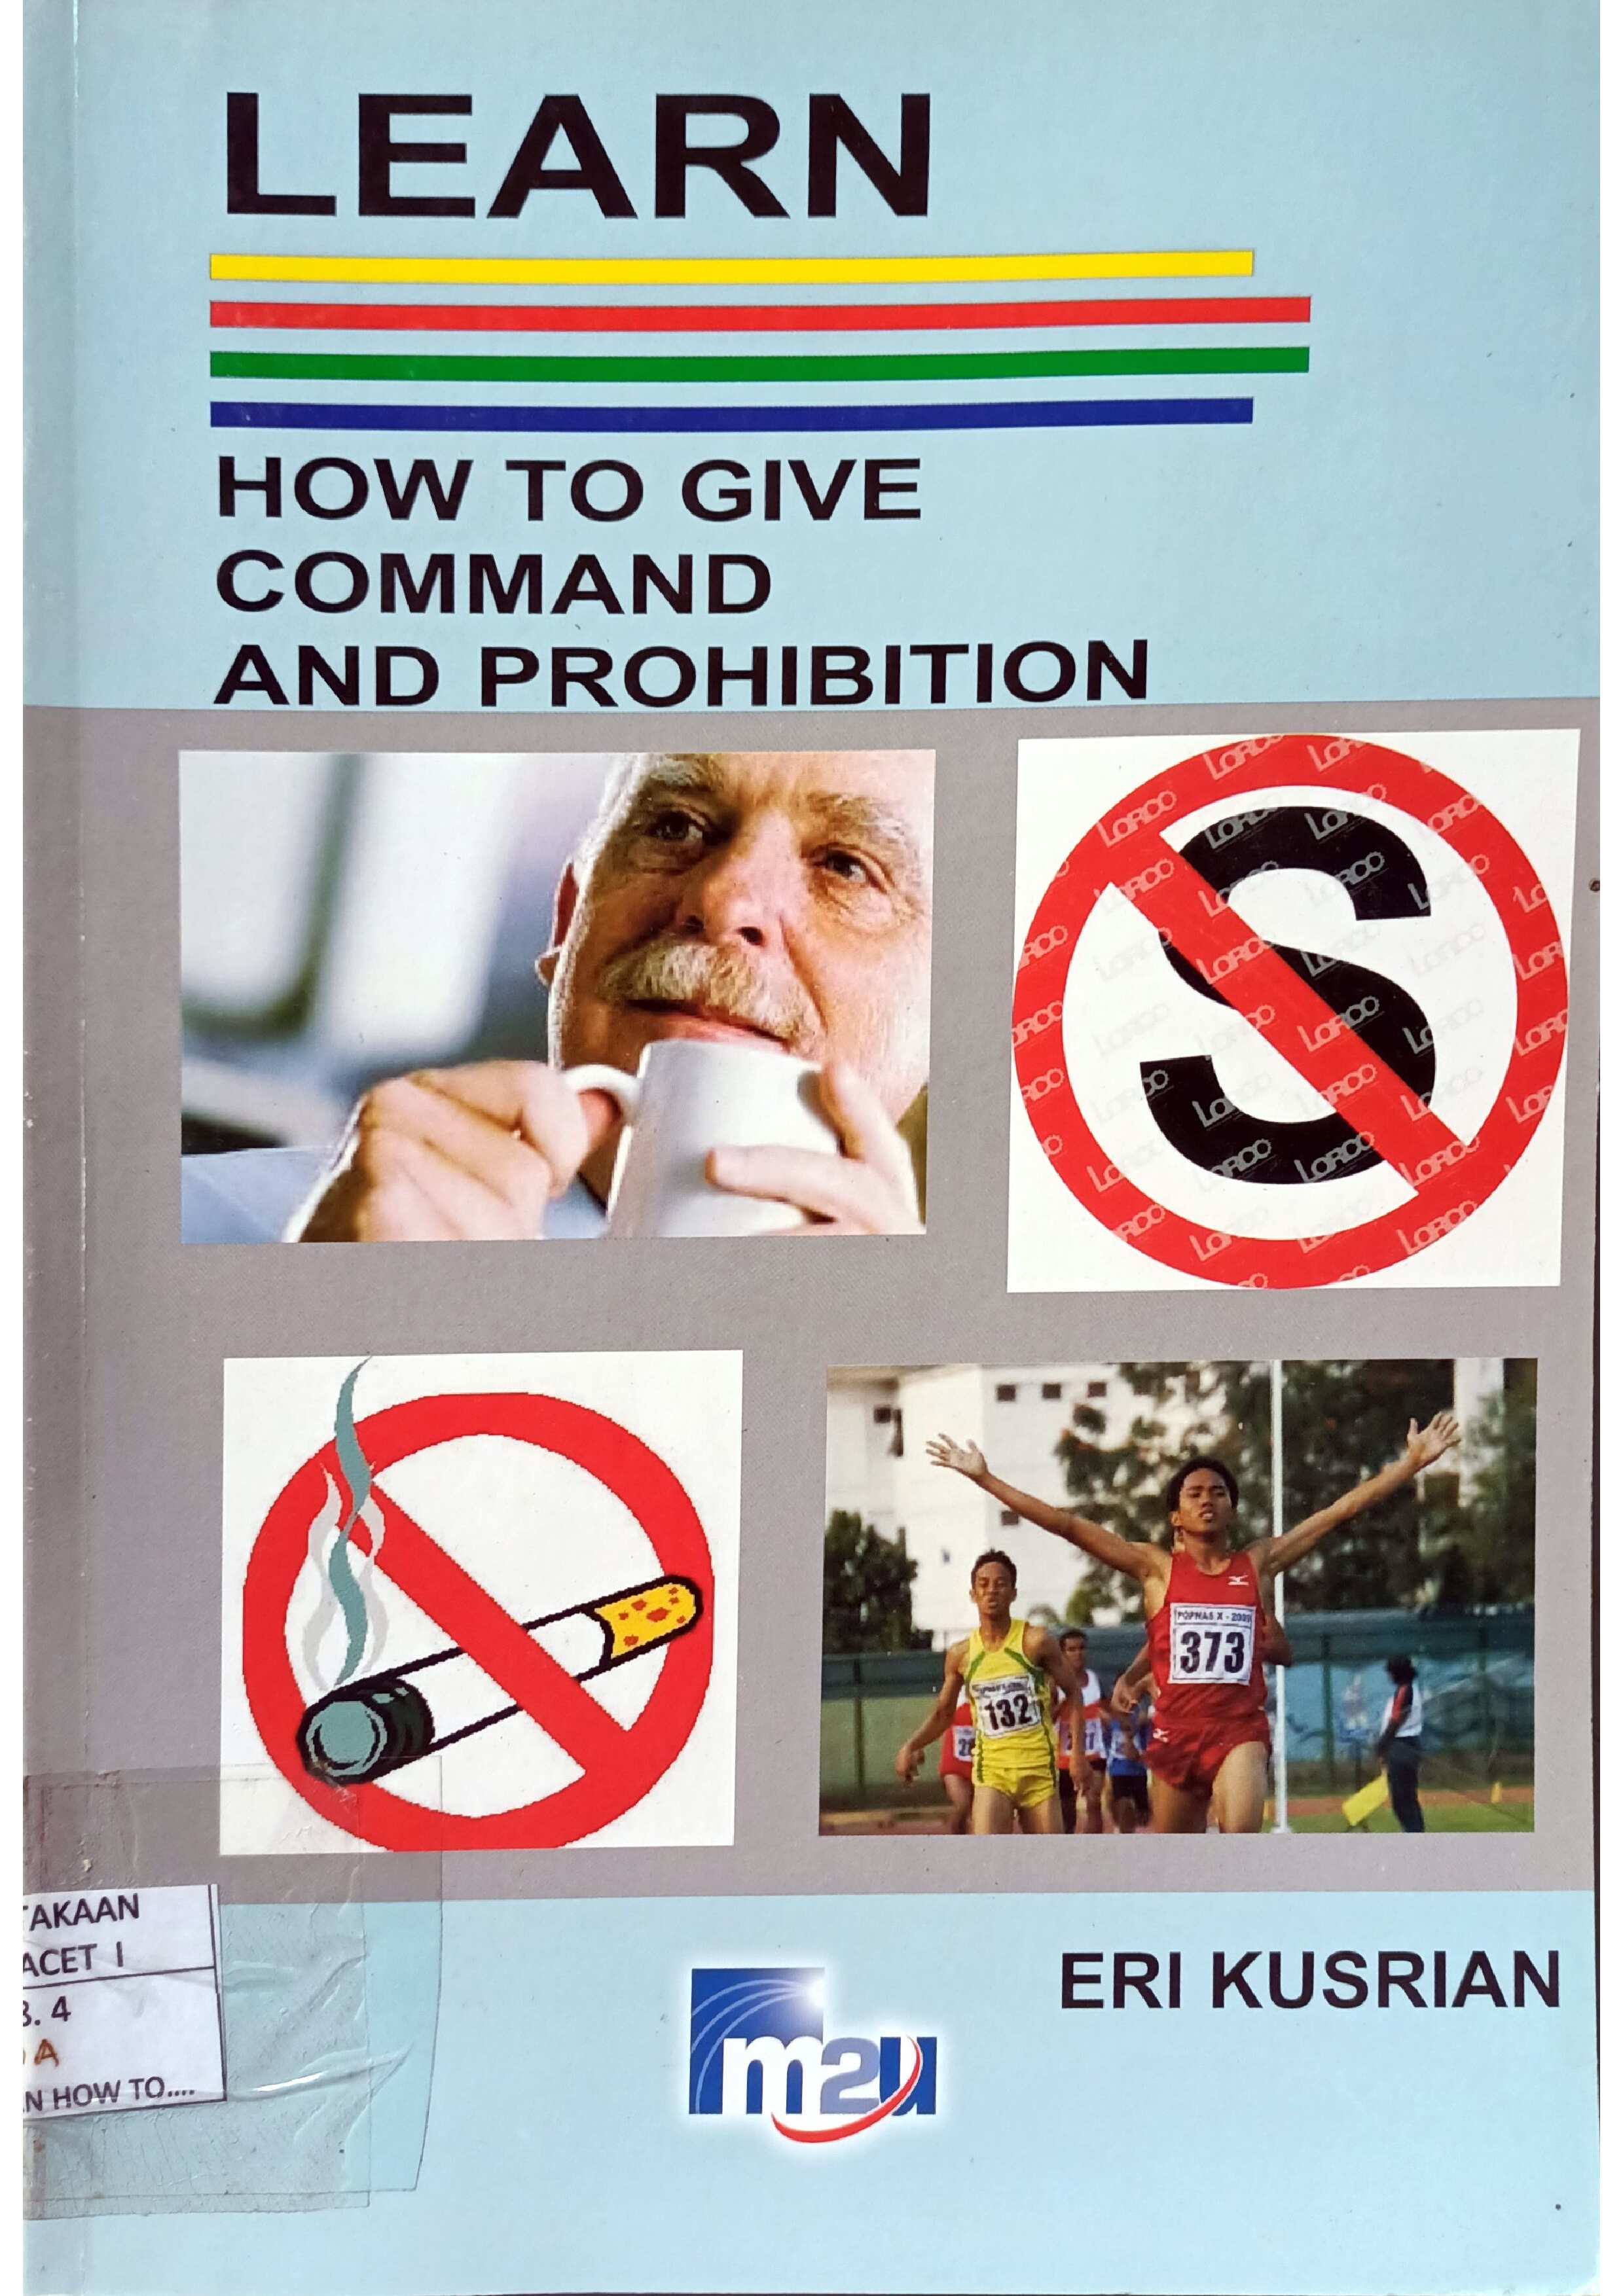 LEARN
HOW TO GIVE
COMMAND
AND PROHIBITION
S
LORCO
POPNAS X - 2009
373
132
TAKAAN
ACET I
3. 4
A
N HOW TO....
m2u
ERI KUSRIAN